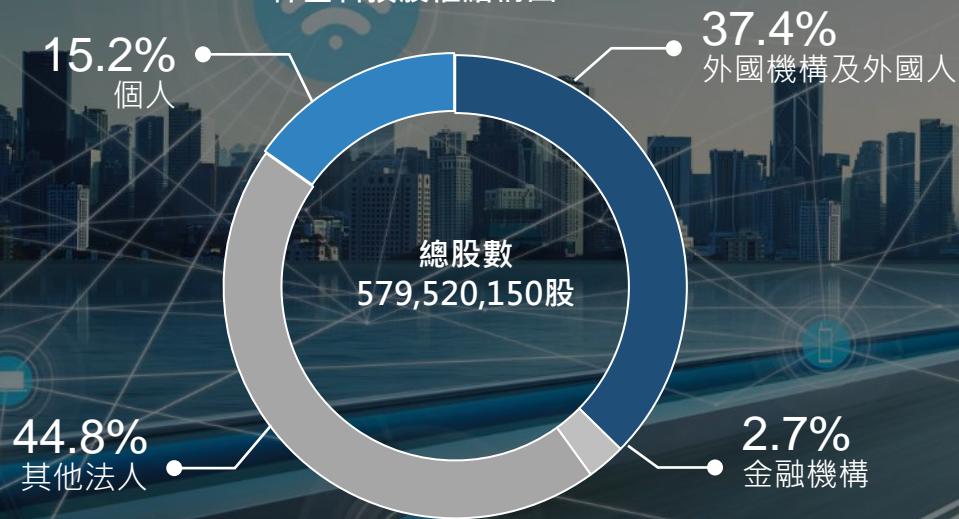 15.2%
個人
37.4%
外國機構及外國人
總股數
579,520,150股
44.8%
其他法人
2.7%
金融機構